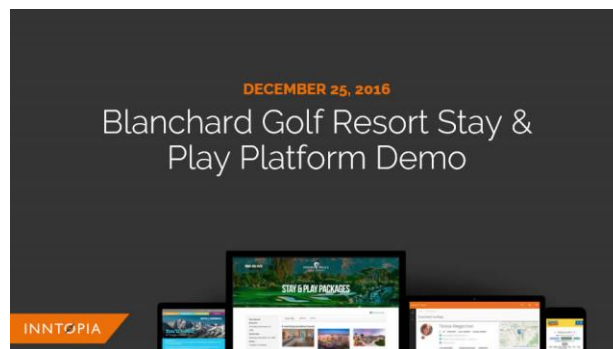 DECEMBER 25, 2016
Blanchard Golf Resort Stay &
Play Platform Demo
STAY & PLAY PACKAGES
INNTOPIA